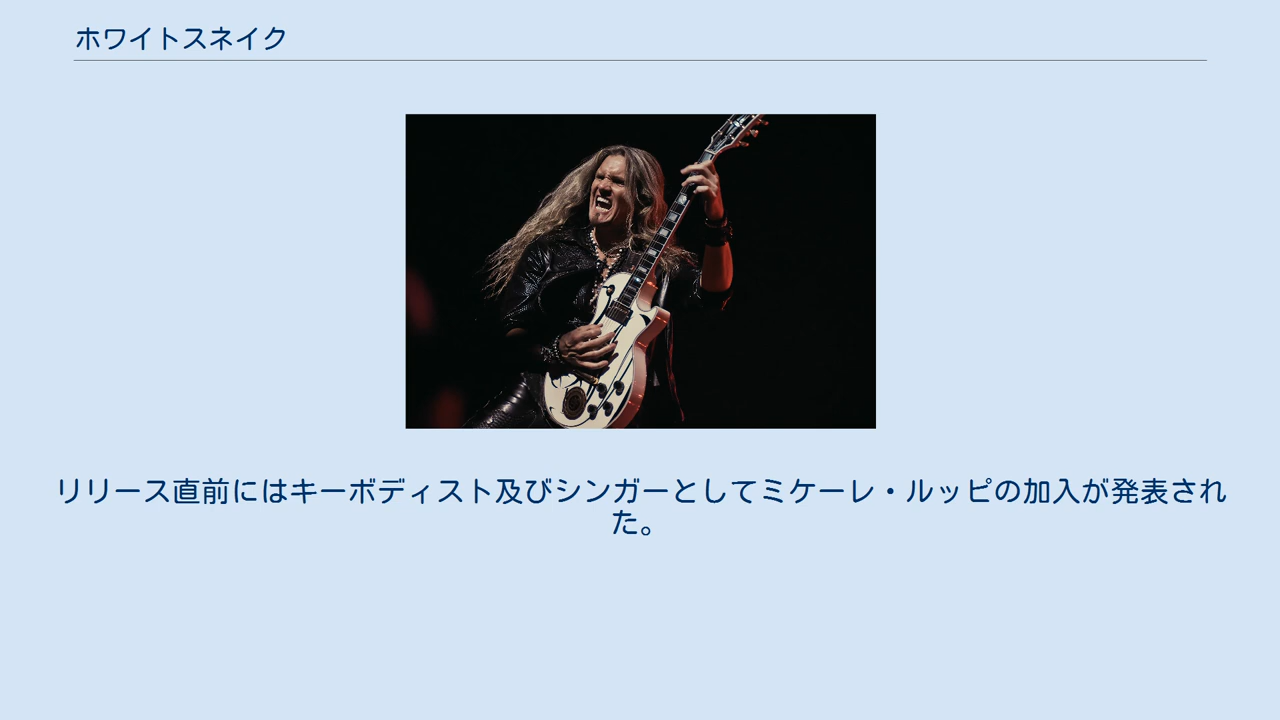 ホワイトスネイク
リリース直前にはキーボディスト及びシンガーとしてミケーレ・ルッピの加入が発表され
た。